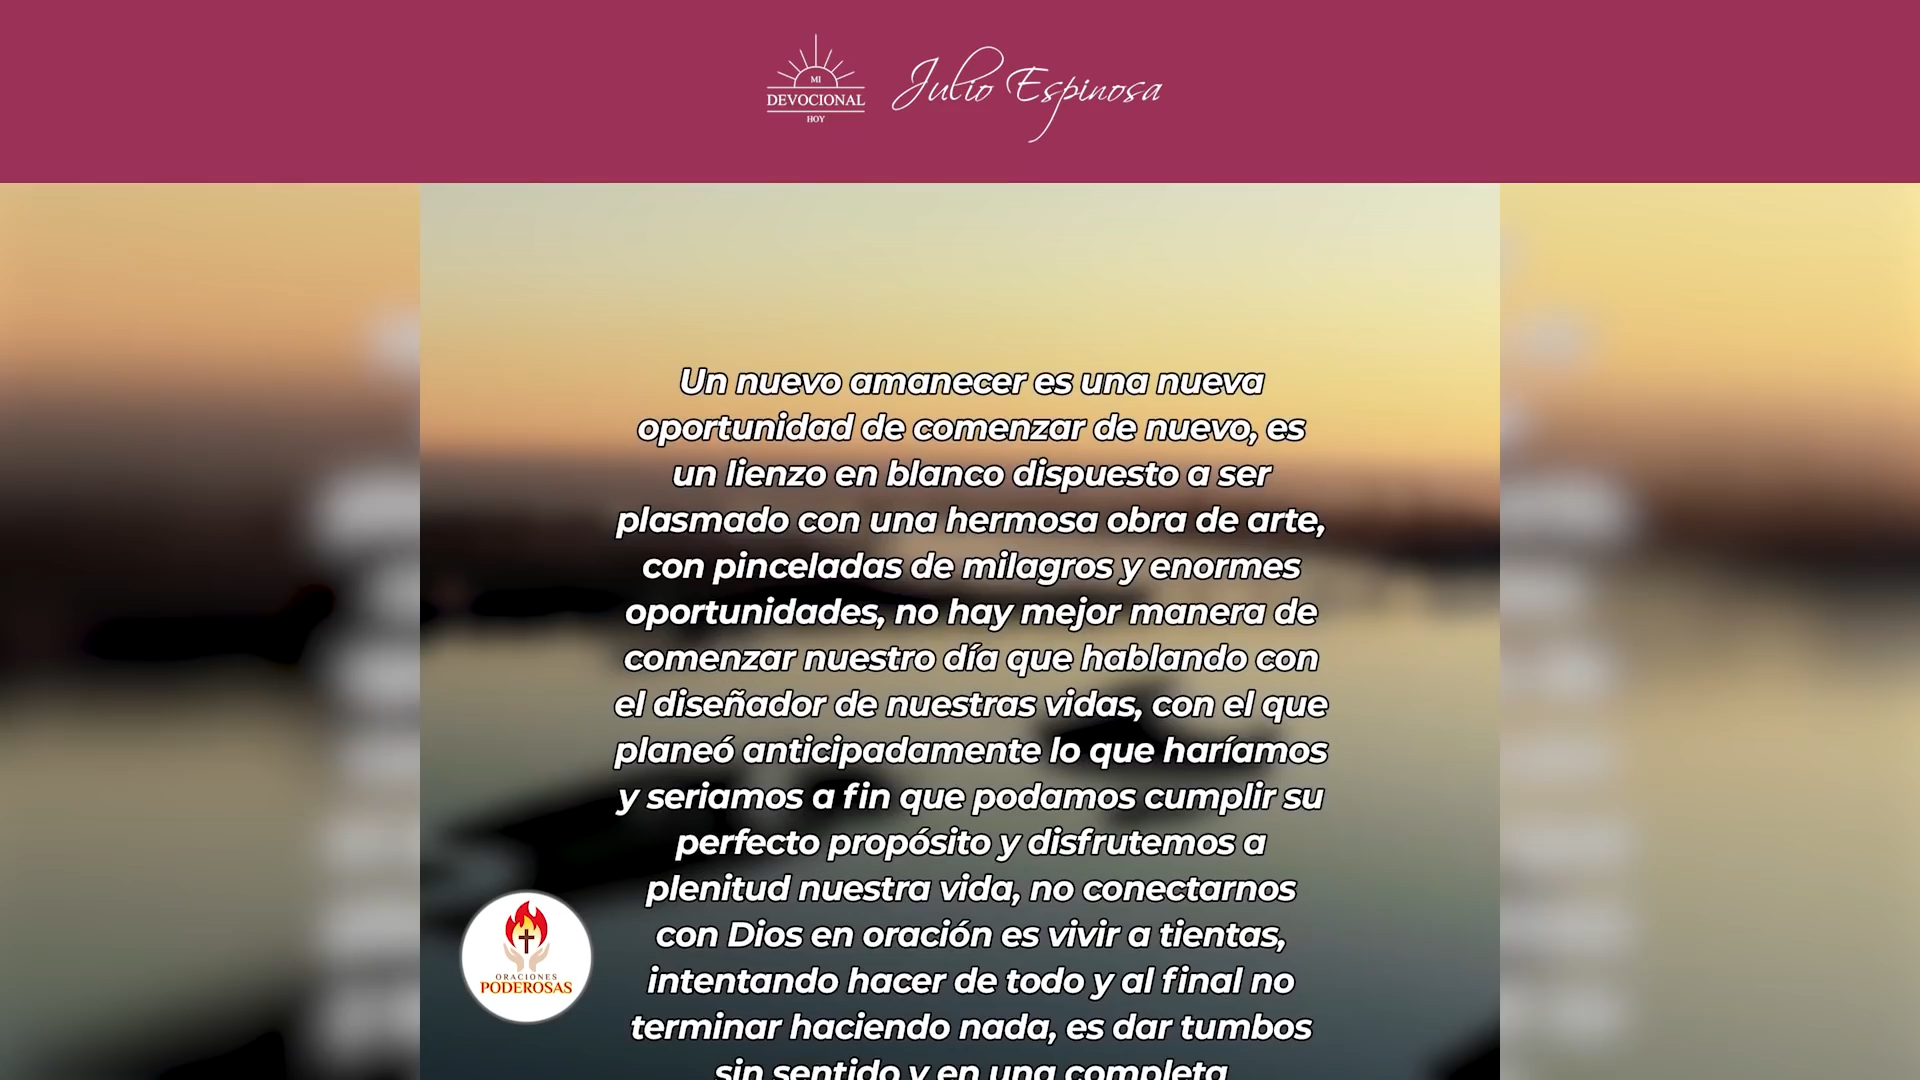 MI
DEVOCIONAL
HOY
Julio Espinosa
Un nuevo amanecer es una nueva
oportunidad de comenzar de nuevo, es
un lienzo en blanco dispuesto a ser
plasmado con una hermosa obra de arte,
con pinceladas de milagros y enormes
oportunidades, no hay mejor manera de
comenzar nuestro día que hablando con
el diseñador de nuestras vidas, con el que
planeó anticipadamente lo que haríamos
y seriamos a fin que podamos cumplir su
perfecto propósito y disfrutemos a
plenitud nuestra vida, no conectarnos
con Dios en oración es vivir a tientas,
intentando hacer de todo y al final no
terminar haciendo nada, es dar tumbos
sin sentido y en una completa
ORACIONES
PODEROSAS